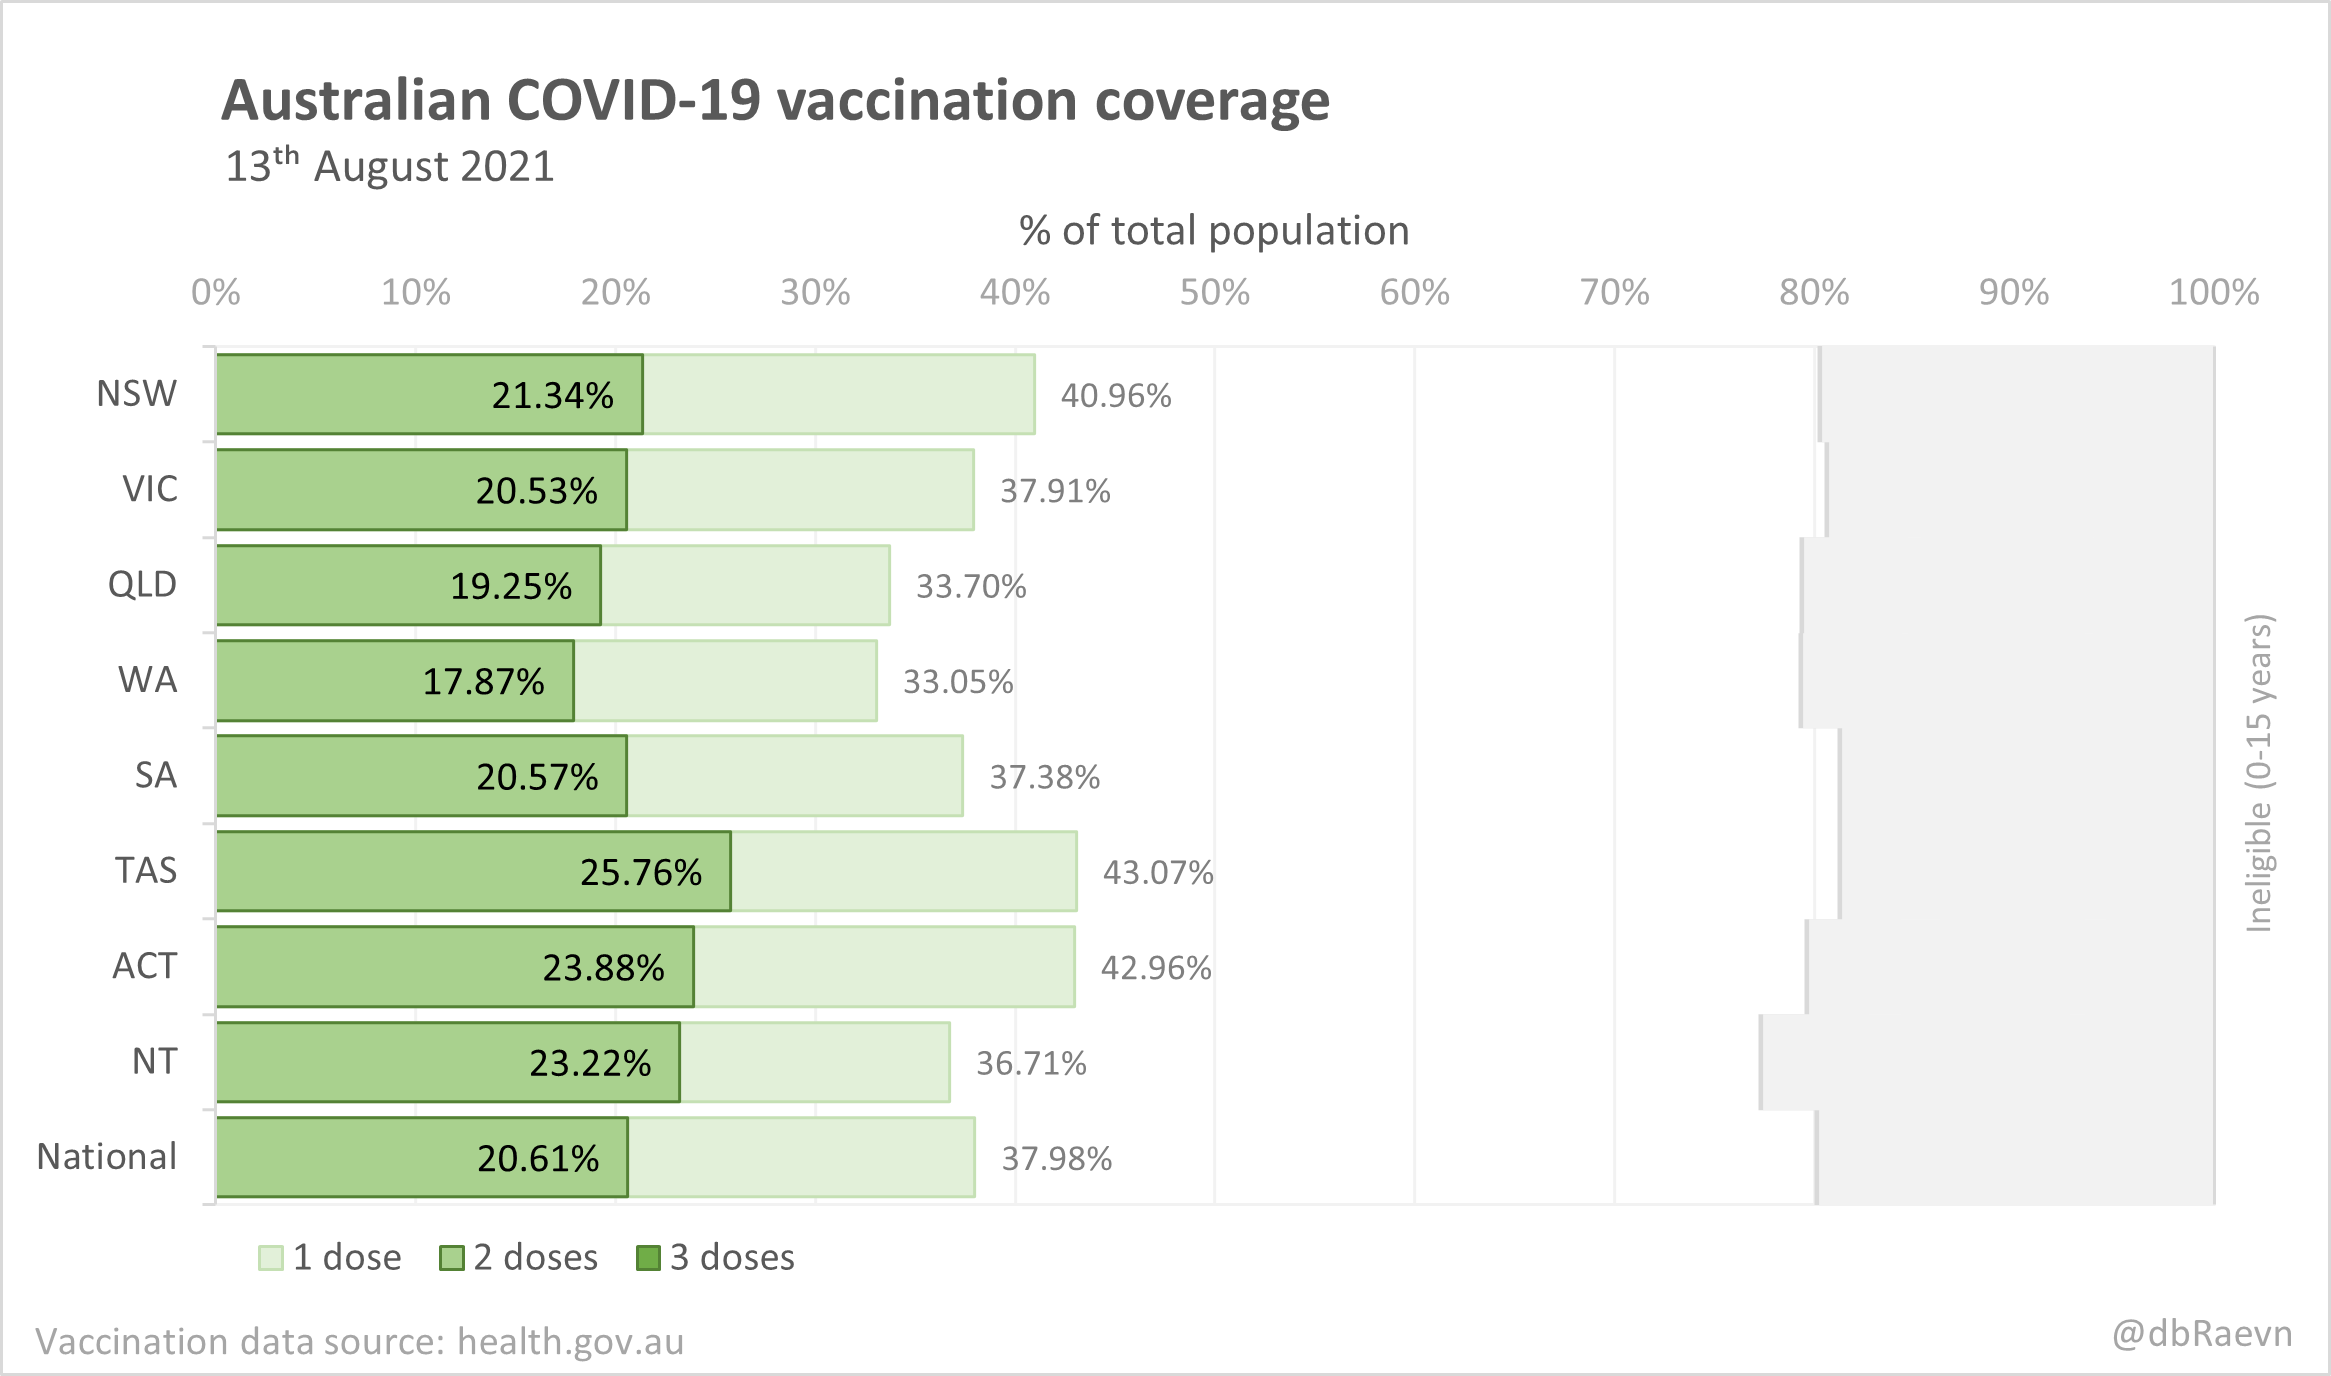 Australian COVID-19 vaccination coverage
13th August 2021
% of total population
0% 10% 20% 30% 40% 50% 60% 70% 80% 90% 100%
NSW 21.34% 40.96%
VIC 20.53% 37.91%
QLD 19.25% 33.70%
WA 17.87% 33.05%
SA 20.57% 37.38%
TAS 25.76% 43.07%
ACT 23.88% 42.96%
NT 23.22% 36.71%
National 20.61% 37.98%
Ineligible (0-15 years)
1 dose 2 doses 3 doses
Vaccination data source: health.gov.au
@dbRaevn